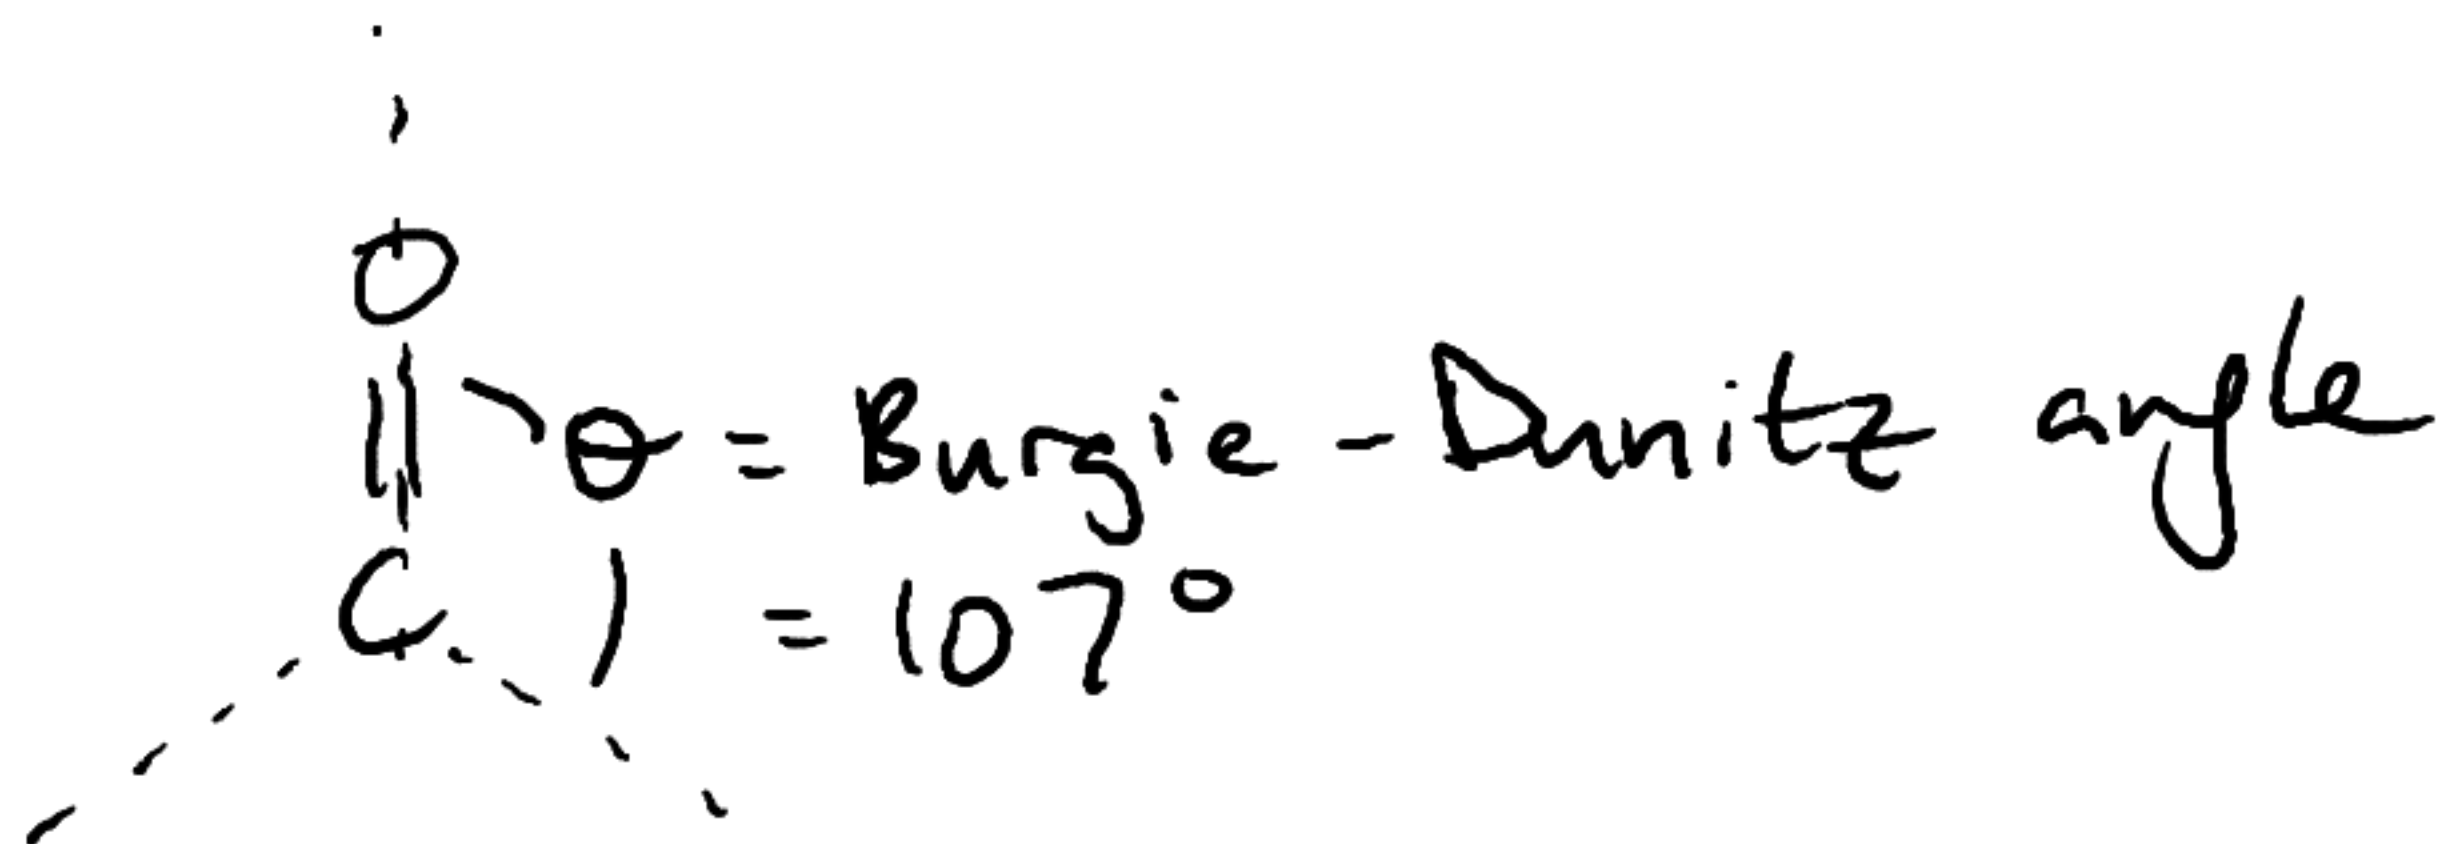 O
θ = Burgie - Dunitz angle
C = 107°